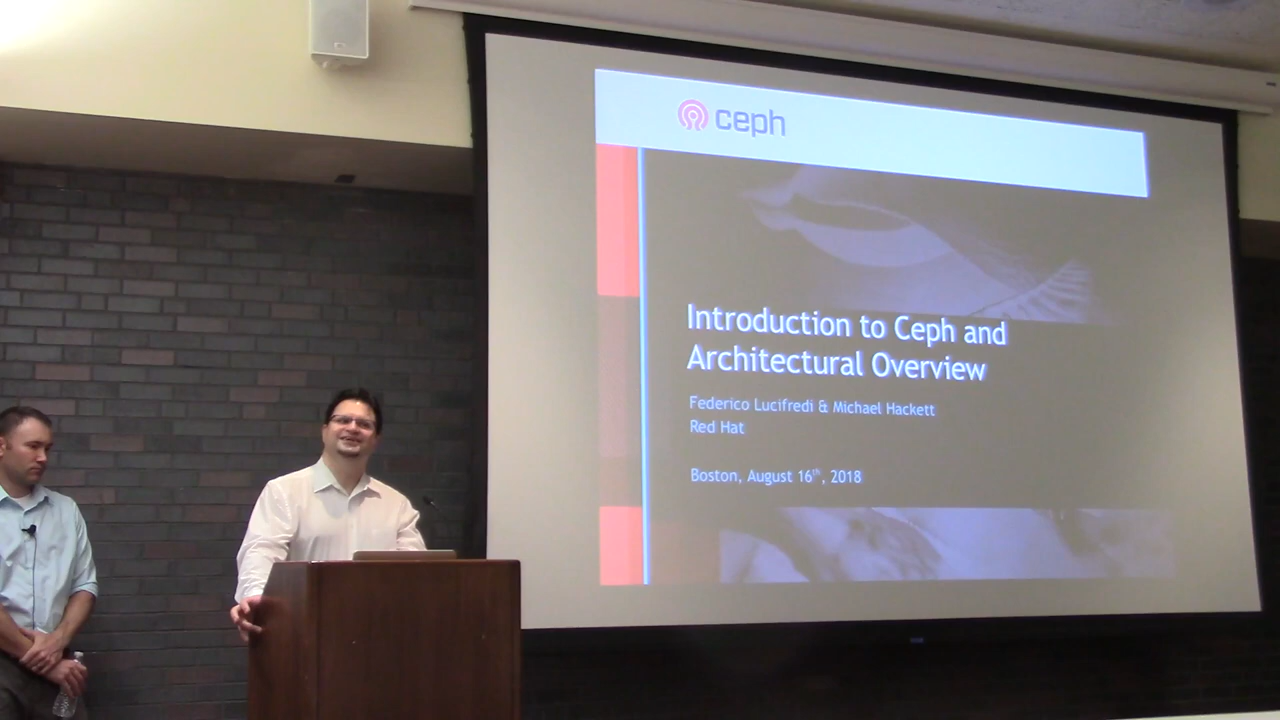 ceph
Introduction to Ceph and
Architectural Overview
Federico Lucifredi & Michael Hackett
Red Hat
Boston, August 16th, 2018